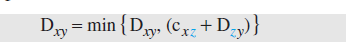 Dxy = min {Dxy, (cxz + Dzy)}